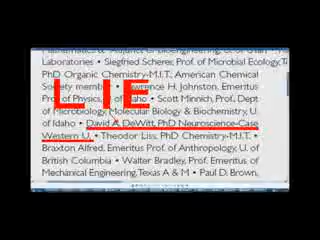 Laboratories • Siegfried Scherer, Prof. of Microbial Ecology, T
PhD Organic Chemistry-M.I.T., American Chemical
LIE
Society member • Lawrence H. Johnston, Emeritus
Prof. of Physics, U. of Idaho • Scott Minnich, Prof., Dept
of Microbiology, Molecular Biology & Biochemistry, U.
of Idaho • David A. DeWitt, PhD Neuroscience-Case
Western U. • Theodor Liss, PhD Chemistry-M.I.T. •
Braxton Alfred, Emeritus Prof. of Anthropology, U. of
British Columbia • Walter Bradley, Prof. Emeritus of
Mechanical Engineering, Texas A & M • Paul D. Brown,